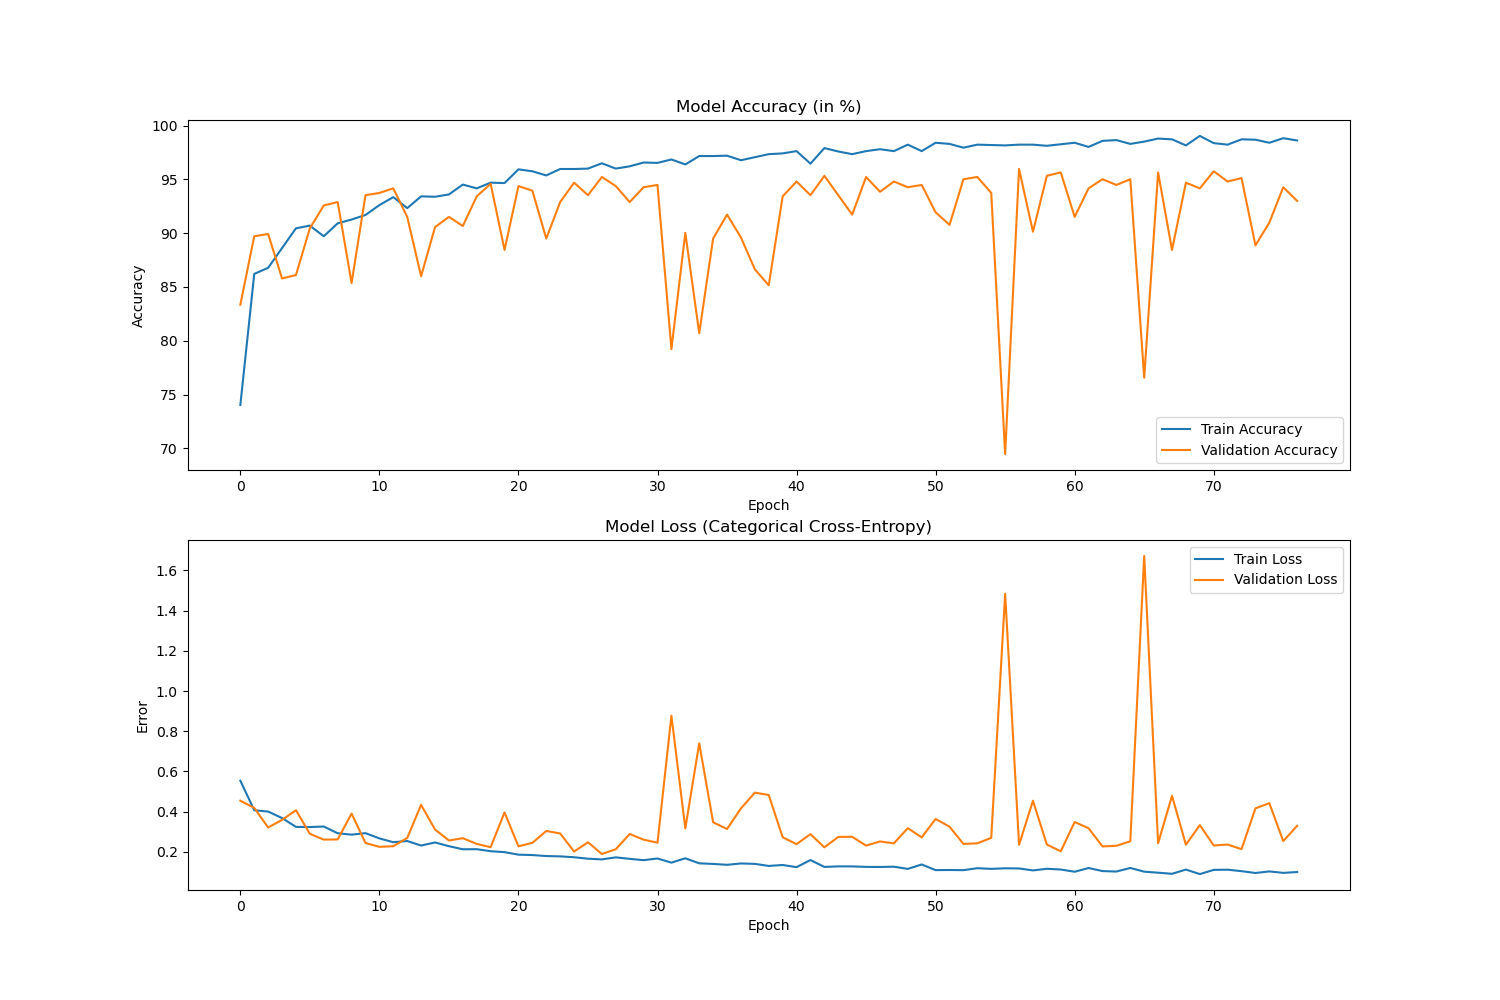 Model Accuracy (in %)
100
95
90
85
80
75
70
Accuracy
Train Accuracy
Validation Accuracy
0 10 20 30 40 50 60 70
Epoch
Model Loss (Categorical Cross-Entropy)
Train Loss
Validation Loss
1.6
1.4
1.2
1.0
0.8
0.6
0.4
0.2
Error
0 10 20 30 40 50 60 70
Epoch